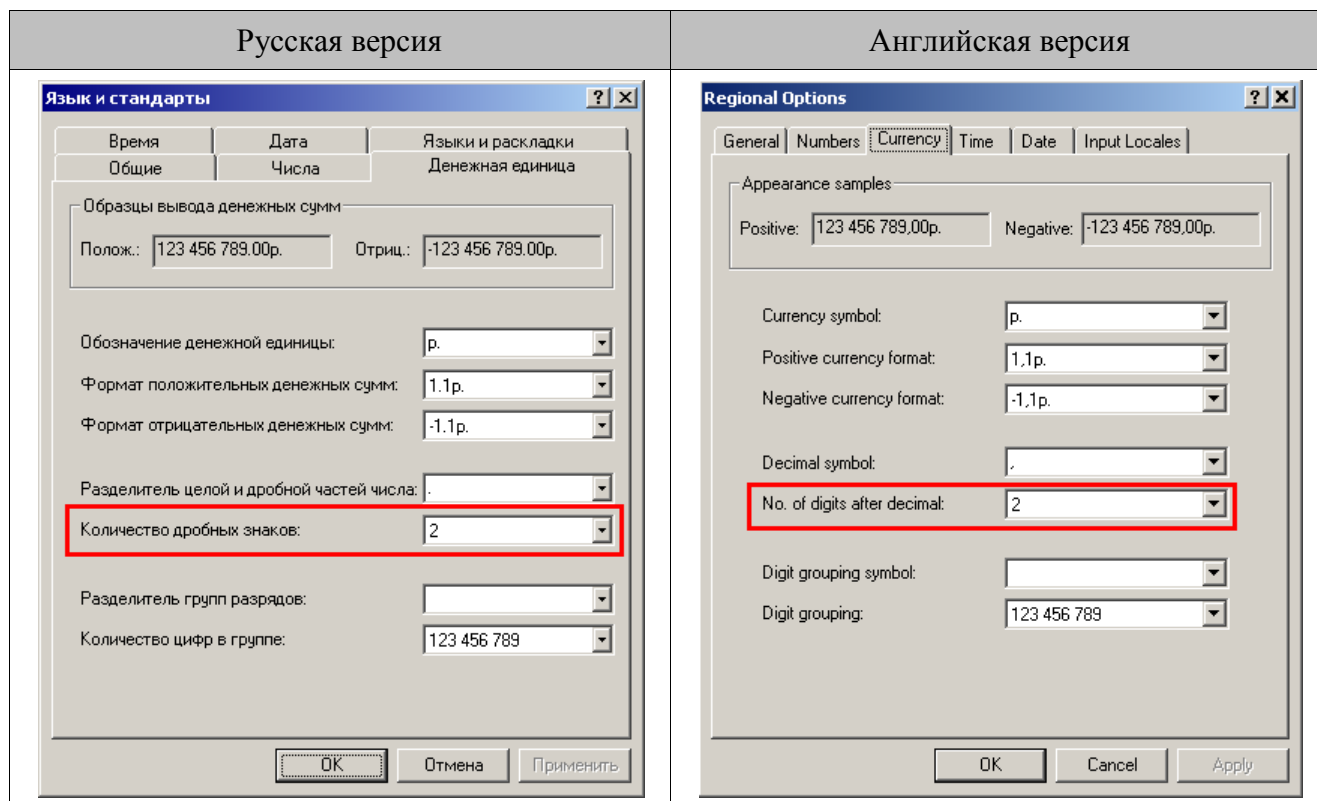 Русская версия
Английская версия
Язык и стандарты
Время Дата Языки и раскладки
Общие Числа Денежная единица
Образцы вывода денежных сумм
Полож.: 123 456 789.00р. Отриц.: -123 456 789.00р.
Обозначение денежной единицы: р.
Формат положительных денежных сумм: 1.1р.
Формат отрицательных денежных сумм: -1.1р.
Разделитель целой и дробной частей числа: .
Количество дробных знаков: 2
Разделитель групп разрядов:
Количество цифр в группе: 123 456 789
OK Отмена Применить
Regional Options
General Numbers Currency Time Date Input Locales
Appearance samples
Positive: 123 456 789,00р. Negative: -123 456 789,00р.
Currency symbol: р.
Positive currency format: 1,1р.
Negative currency format: -1,1р.
Decimal symbol: ,
No. of digits after decimal: 2
Digit grouping symbol:
Digit grouping: 123 456 789
OK Cancel Apply